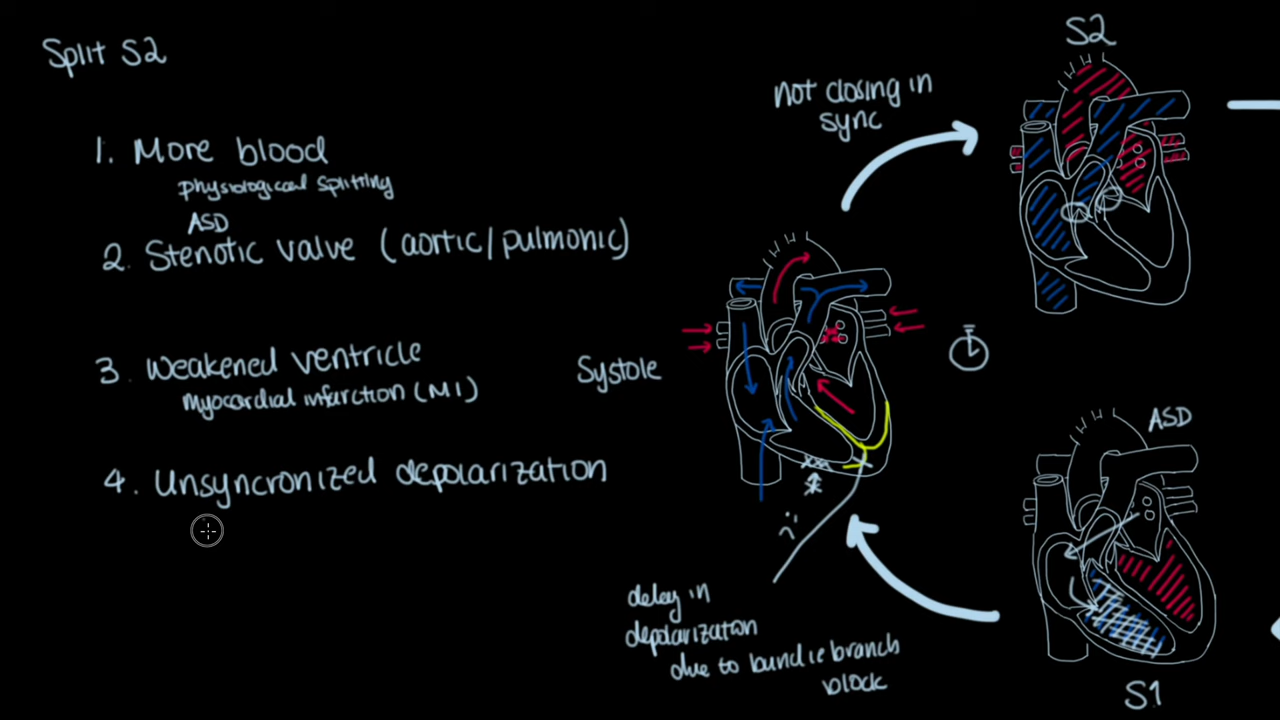 Split S2
1. More blood
physiological splitting
ASD
2. Stenotic valve (aortic/pulmonic)
3. Weakened ventricle
Myocardial infarction (MI)
4. Unsyncronized depolarization
not closing in
sync
S2
Systole
ASD
S1
delay in
depolarization
due to bundle branch
block